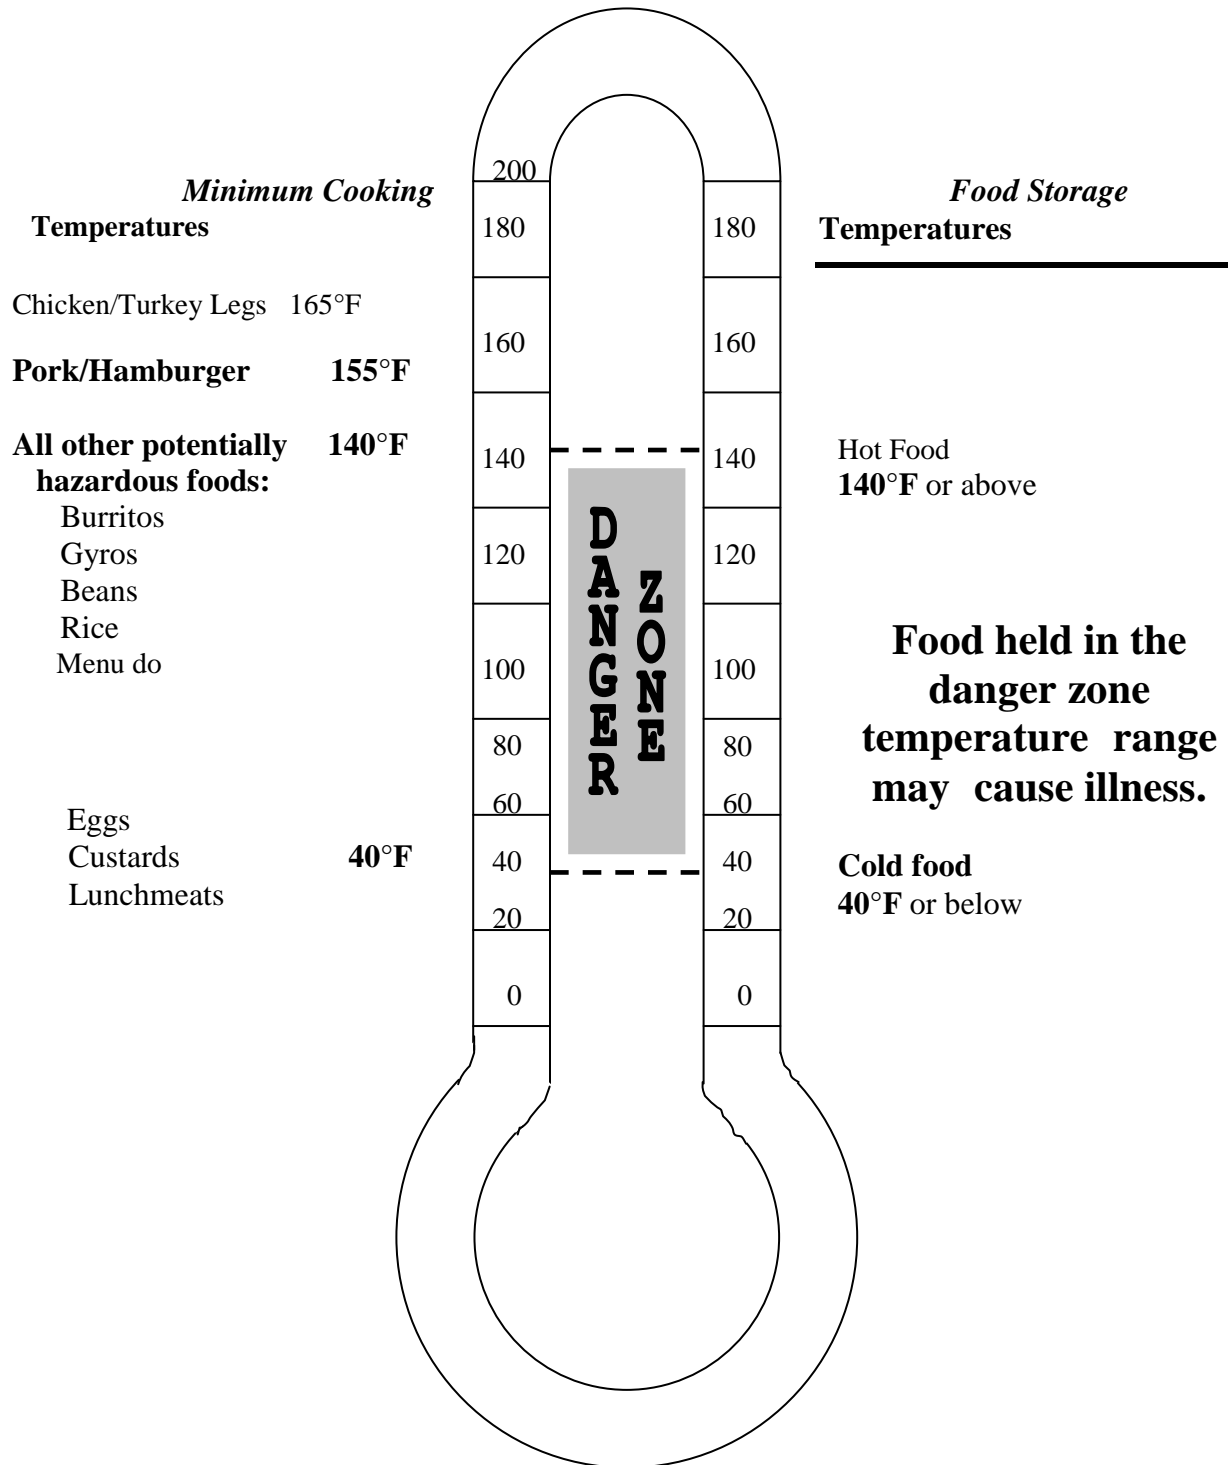 Minimum Cooking
Temperatures
Chicken/Turkey Legs 165°F
Pork/Hamburger 155°F
All other potentially 140°F
hazardous foods:
Burritos
Gyros
Beans
Rice
Menu do
Eggs
Custards 40°F
Lunchmeats
200
180
160
140
120
100
80
60
40
20
0
DANGER
ZONE
180
160
140
120
100
80
60
40
20
0
Food Storage
Temperatures
Hot Food
140°F or above
Food held in the
danger zone
temperature range
may cause illness.
Cold food
40°F or below